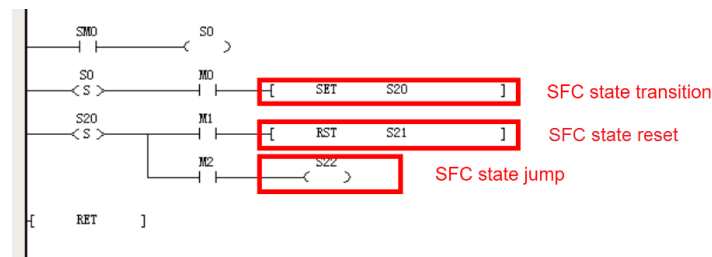 SM0 S0
S0 M0
S SET S20 SFC state transition
S20 M1
S RST S21 SFC state reset
M2 S22
SFC state jump
RET